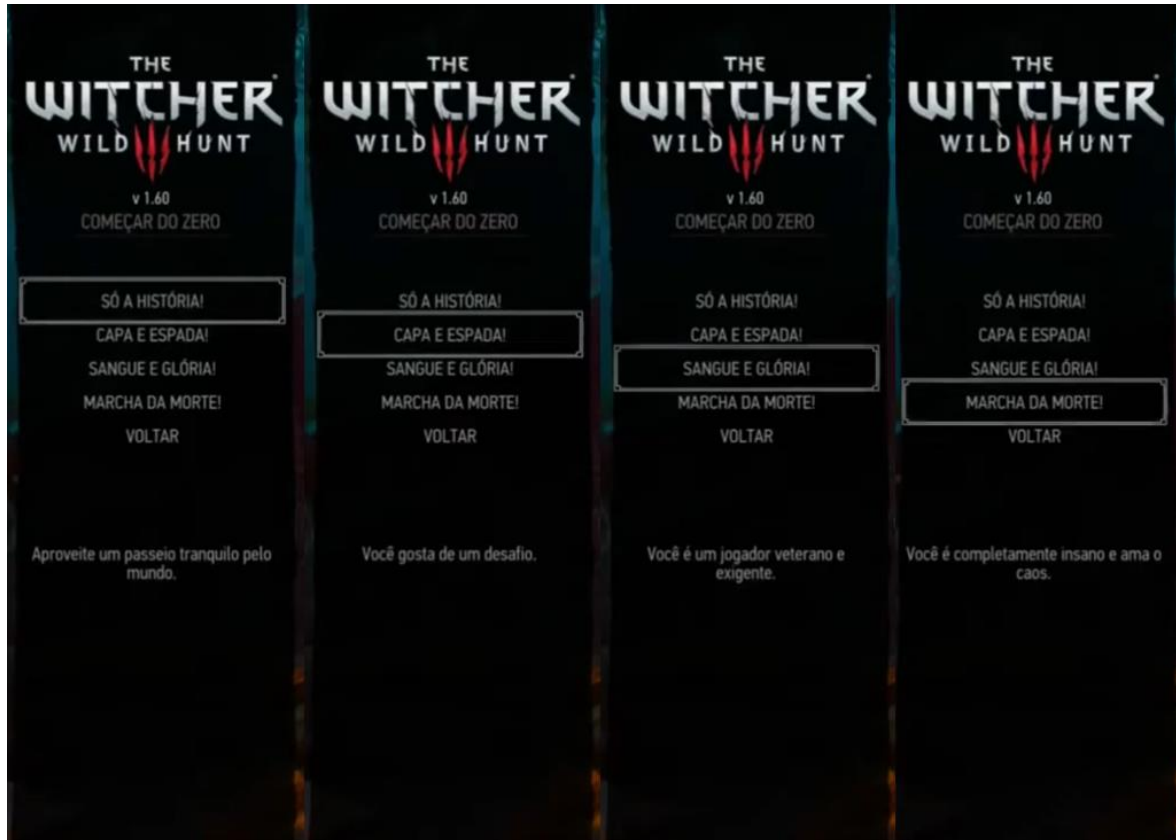 THE
WITCHER
WILD HUNT
v 1.60
COMEÇAR DO ZERO
SÓ A HISTÓRIA!
CAPA E ESPADA!
SANGUE E GLÓRIA!
MARCHA DA MORTE!
VOLTAR
Aproveite um passeio tranquilo pelo
mundo.
THE
WITCHER
WILD HUNT
v 1.60
COMEÇAR DO ZERO
SÓ A HISTÓRIA!
CAPA E ESPADA!
SANGUE E GLÓRIA!
MARCHA DA MORTE!
VOLTAR
Você gosta de um desafio.
THE
WITCHER
WILD HUNT
v 1.60
COMEÇAR DO ZERO
SÓ A HISTÓRIA!
CAPA E ESPADA!
SANGUE E GLÓRIA!
MARCHA DA MORTE!
VOLTAR
Você é um jogador veterano e
exigente.
THE
WITCHER
WILD HUNT
v 1.60
COMEÇAR DO ZERO
SÓ A HISTÓRIA!
CAPA E ESPADA!
SANGUE E GLÓRIA!
MARCHA DA MORTE!
VOLTAR
Você é completamente insano e ama o
caos.